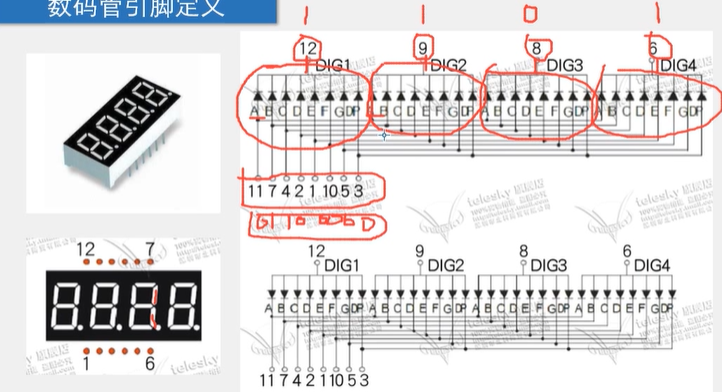 数码管引脚定义
1 1 0 1
12 9 8 6
DIG1 DIG2 DIG3 DIG4
A B C D E F G DP B C D E F G DP A B C D E F G DP A B C D E F G DP
11 7 4 2 1 10 5 3
0110000 0
telesky
12 7
1 6
12 9 8 6
DIG1 DIG2 DIG3 DIG4
A B C D E F G DP A B C D E F G DP A B C D E F G DP A B C D E F G DP
11 7 4 2 1 10 5 3